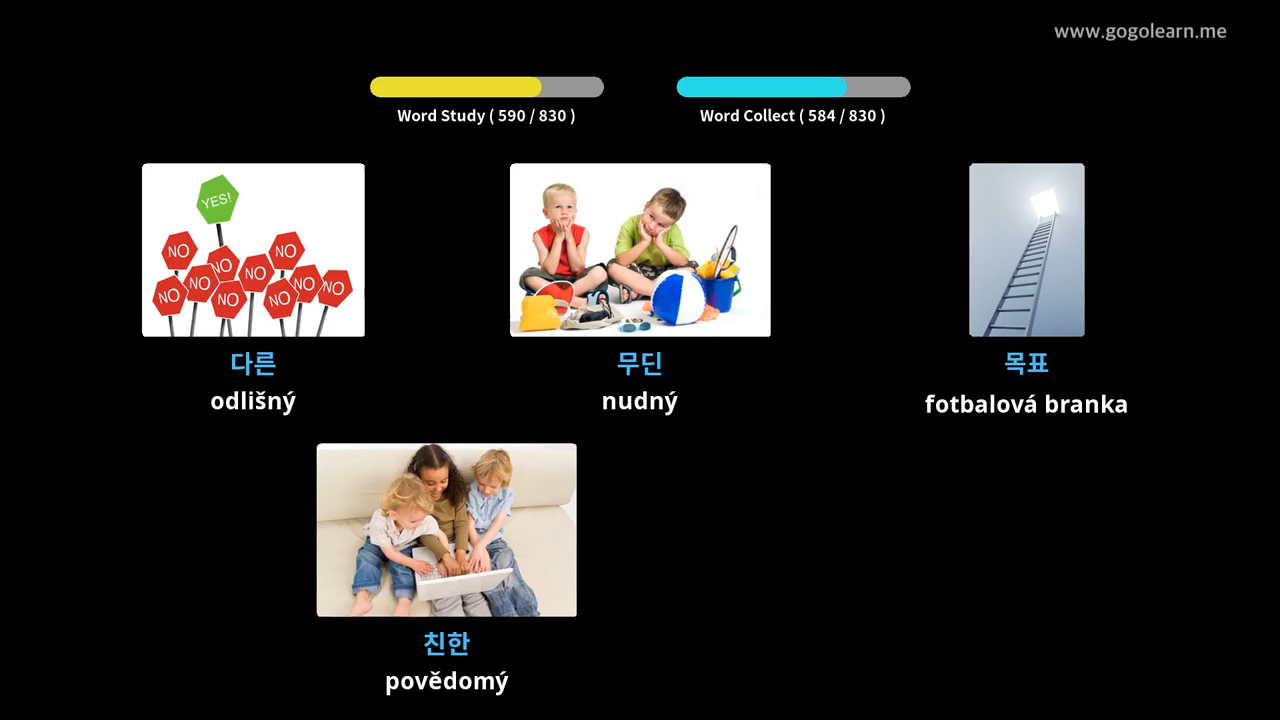 www.gogolearn.me
Word Study ( 590 / 830 )
Word Collect ( 584 / 830 )
YES!
NO
NO
NO
NO
NO
NO
NO
NO
NO
NO
다른
odlišný
무딘
nudný
목표
fotbalová branka
친한
povědomý